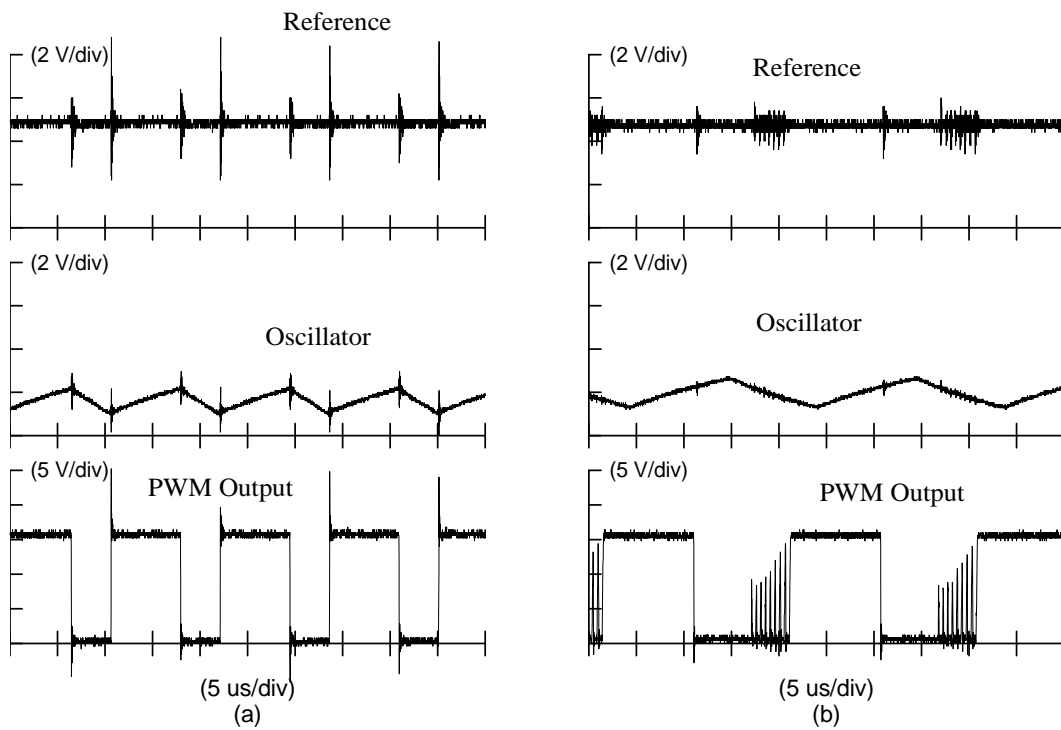 Reference
(2 V/div)
(2 V/div)
Oscillator
(5 V/div)
PWM Output
(5 us/div)
(a)
(2 V/div)
Reference
(2 V/div)
Oscillator
(5 V/div)
PWM Output
(5 us/div)
(b)